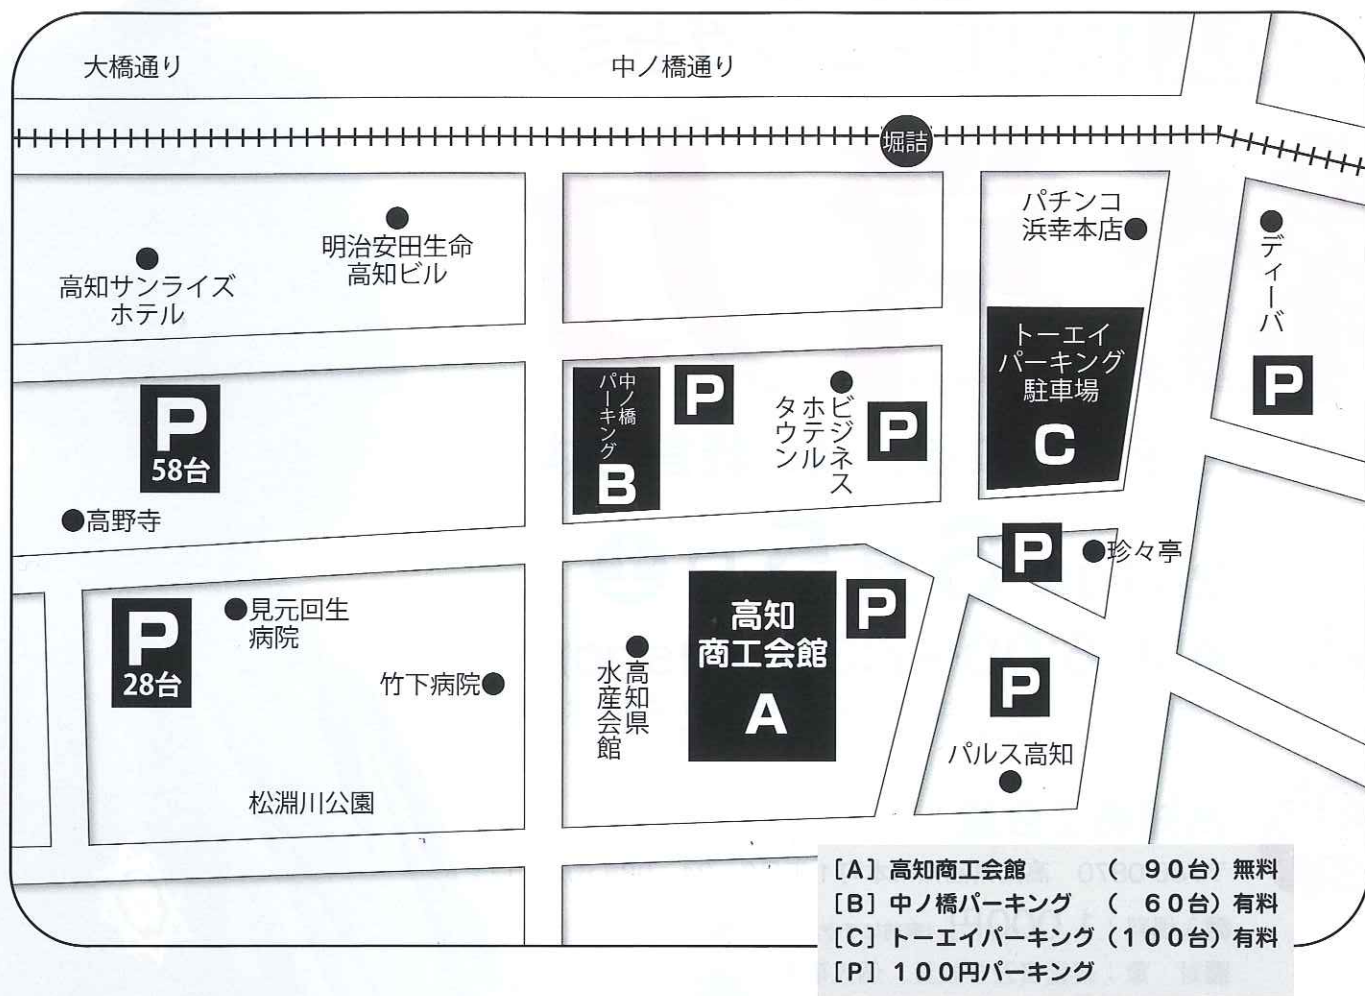 大橋通り
中ノ橋通り
堀詰
パチンコ
浜幸本店
明治安田生命
高知ビル
高知サンライズ
ホテル
ディーバ
P
トーエイ
パーキング
駐車場
C
中ノ橋
パーキング
B
P
ビジネス
ホテル
タウン
P
P
58台
高野寺
P
珍々亭
P
28台
見元回生
病院
竹下病院
松淵川公園
高知県
水産会館
高知
商工会館
A
P
P
パルス高知
[A] 高知商工会館 ( 90台) 無料
[B] 中ノ橋パーキング ( 60台) 有料
[C] トーエイパーキング (100台) 有料
[P] 100円パーキング